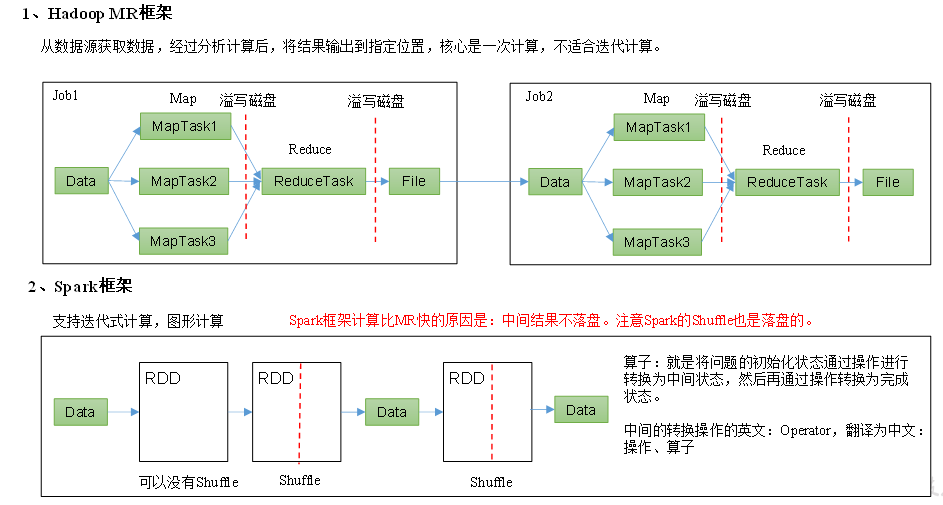 1、Hadoop MR框架
从数据源获取数据，经过分析计算后，将结果输出到指定位置，核心是一次计算，不适合迭代计算。
Job1
Map
溢写磁盘
溢写磁盘
MapTask1
Reduce
Data
MapTask2
ReduceTask
File
MapTask3
Job2
Map
溢写磁盘
溢写磁盘
MapTask1
Reduce
Data
MapTask2
ReduceTask
File
MapTask3
2、Spark框架
支持迭代式计算，图形计算
Spark框架计算比MR快的原因是：中间结果不落盘。注意Spark的Shuffle也是落盘的。
RDD
RDD
RDD
Data
Data
Data
可以没有Shuffle
Shuffle
Shuffle
算子：就是将问题的初始化状态通过操作进行
转换为中间状态，然后再通过操作转换为完成
状态。
中间的转换操作的英文：Operator，翻译为中文：
操作、算子